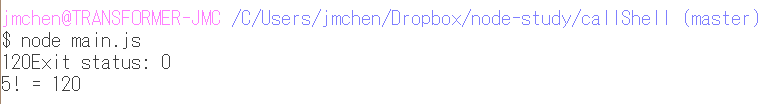 jmchen@TRANSFORMER-JMC /C/Users/jmchen/Dropbox/node-study/callShell (master)
$ node main.js
120Exit status: 0
5! = 120